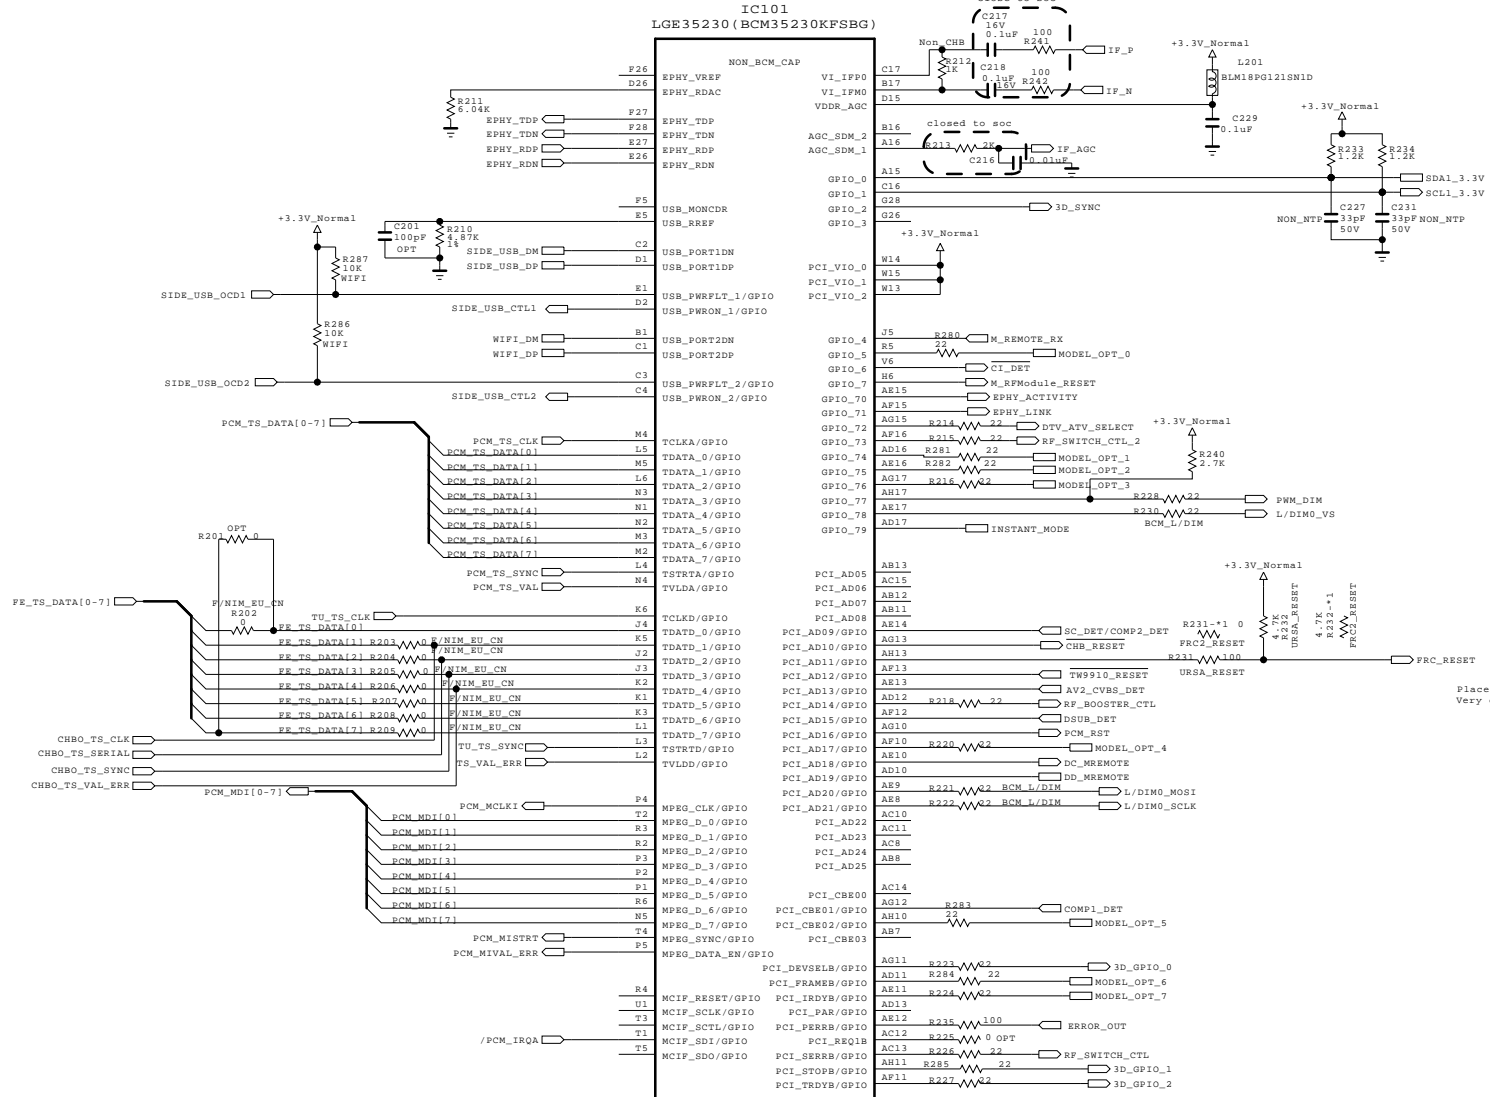 IC101
LGE35230(BCM35230KFSBG)
NON_BCM_CAP
F26 EPHY_VREF
D26 EPHY_RDAC
R211
6.04K
EPHY_TDP F27 EPHY_TDP
EPHY_TDN F28 EPHY_TDN
EPHY_RDP E27 EPHY_RDP
EPHY_RDN E26 EPHY_RDN
F5 USB_MONCDR
E5 USB_RREF
+3.3V_Normal
C201
100pF
OPT
R210
4.87K
1%
R287
10K
WIFI
SIDE_USB_DM C2 USB_PORT1DN
SIDE_USB_DP D1 USB_PORT1DP
SIDE_USB_OCD1 E1 USB_PWRFLT_1/GPIO
SIDE_USB_CTL1 D2 USB_PWRON_1/GPIO
R286
10K
WIFI
WIFI_DM B1 USB_PORT2DN
WIFI_DP C1 USB_PORT2DP
SIDE_USB_OCD2 C3 USB_PWRFLT_2/GPIO
SIDE_USB_CTL2 C4 USB_PWRON_2/GPIO
PCM_TS_DATA[0-7]
PCM_TS_CLK M4 TCLKA/GPIO
PCM_TS_DATA[0] L5 TDATA_0/GPIO
PCM_TS_DATA[1] M5 TDATA_1/GPIO
PCM_TS_DATA[2] L6 TDATA_2/GPIO
PCM_TS_DATA[3] N3 TDATA_3/GPIO
PCM_TS_DATA[4] N1 TDATA_4/GPIO
PCM_TS_DATA[5] N2 TDATA_5/GPIO
PCM_TS_DATA[6] M3 TDATA_6/GPIO
PCM_TS_DATA[7] M2 TDATA_7/GPIO
PCM_TS_SYNC L4 TSTRTA/GPIO
PCM_TS_VAL N4 TVLDA/GPIO
OPT
R201 0
FE_TS_DATA[0-7]
F/NIM_EU_CN
R202
0
TU_TS_CLK K6 TCLKD/GPIO
FE_TS_DATA[0] J4 TDATD_0/GPIO
FE_TS_DATA[1] R203 0 F/NIM_EU_CN K5 TDATD_1/GPIO
FE_TS_DATA[2] R204 0 F/NIM_EU_CN J2 TDATD_2/GPIO
FE_TS_DATA[3] R205 0 F/NIM_EU_CN J3 TDATD_3/GPIO
FE_TS_DATA[4] R206 0 F/NIM_EU_CN K2 TDATD_4/GPIO
FE_TS_DATA[5] R207 0 F/NIM_EU_CN K1 TDATD_5/GPIO
FE_TS_DATA[6] R208 0 F/NIM_EU_CN K3 TDATD_6/GPIO
FE_TS_DATA[7] R209 0 F/NIM_EU_CN L1 TDATD_7/GPIO
CHBO_TS_CLK
CHBO_TS_SERIAL
CHBO_TS_SYNC
CHBO_TS_VAL_ERR
TU_TS_SYNC L3 TSTRTD/GPIO
TS_VAL_ERR L2 TVLDD/GPIO
PCM_MDI[0-7]
PCM_MCLKI P4 MPEG_CLK/GPIO
PCM_MDI[0] T2 MPEG_D_0/GPIO
PCM_MDI[1] R3 MPEG_D_1/GPIO
PCM_MDI[2] R2 MPEG_D_2/GPIO
PCM_MDI[3] P3 MPEG_D_3/GPIO
PCM_MDI[4] P2 MPEG_D_4/GPIO
PCM_MDI[5] P1 MPEG_D_5/GPIO
PCM_MDI[6] R6 MPEG_D_6/GPIO
PCM_MDI[7] N5 MPEG_D_7/GPIO
PCM_MISTRT T4 MPEG_SYNC/GPIO
PCM_MIVAL_ERR P5 MPEG_DATA_EN/GPIO
R4 MCIF_RESET/GPIO
U1 MCIF_SCLK/GPIO
T3 MCIF_SCTL/GPIO
/PCM_IRQA T1 MCIF_SDI/GPIO
T5 MCIF_SDO/GPIO
C217
16V
0.1uF
100
R241
IF_P
Non_CHB
R212
1K
C218
0.1uF
16V
100
R242
IF_N
VI_IFP0 C17
VI_IFM0 B17
VDDR_AGC D15
+3.3V_Normal
L201
BLM18PG121SN1D
C229
0.1uF
closed to soc
AGC_SDM_2 B16
AGC_SDM_1 A16 R213 2K IF_AGC
C216 0.01uF
+3.3V_Normal
R233
1.2K
R234
1.2K
GPIO_0 A15 SDA1_3.3V
GPIO_1 C16 SCL1_3.3V
GPIO_2 G28 3D_SYNC
GPIO_3 G26
NON_NTP
C227
33pF
50V
C231
33pF
50V
NON_NTP
+3.3V_Normal
PCI_VIO_0 W14
PCI_VIO_1 W15
PCI_VIO_2 W13
GPIO_4 J5 M_REMOTE_RX
GPIO_5 R5 R280 22 MODEL_OPT_0
GPIO_6 V6 CI_DET
GPIO_7 H6 M_RFModule_RESET
GPIO_70 AE15 EPHY_ACTIVITY
GPIO_71 AF15 EPHY_LINK
GPIO_72 AG15 R214 22 DTV_ATV_SELECT
GPIO_73 AF16 R215 22 RF_SWITCH_CTL_2
GPIO_74 AD16 R281 22 MODEL_OPT_1
GPIO_75 AE16 R282 22 MODEL_OPT_2
GPIO_76 AG17 R216 22 MODEL_OPT_3
+3.3V_Normal
R240
2.7K
GPIO_77 AH17 R228 22 PWM_DIM
GPIO_78 AE17 R230 22 L/DIM0_VS
BCM_L/DIM
GPIO_79 AD17 INSTANT_MODE
PCI_AD05 AB13
PCI_AD06 AC15
PCI_AD07 AB12
PCI_AD08 AB11
PCI_AD09/GPIO AE14 SC_DET/COMP2_DET
PCI_AD10/GPIO AG13 CHB_RESET
PCI_AD11/GPIO AH13 R231 100 FRC_RESET
URSA_RESET
R231-*1 0
FRC2_RESET
+3.3V_Normal
4.7K
R232
URSA_RESET
4.7K
R232-*1
FRC2_RESET
Place
Very
PCI_AD12/GPIO AF13 TW9910_RESET
PCI_AD13/GPIO AE13 AV2_CVBS_DET
PCI_AD14/GPIO AD12 R218 22 RF_BOOSTER_CTL
PCI_AD15/GPIO AF12 DSUB_DET
PCI_AD16/GPIO AG10 PCM_RST
PCI_AD17/GPIO AF10 R220 22 MODEL_OPT_4
PCI_AD18/GPIO AE10 DC_MREMOTE
PCI_AD19/GPIO AD10 DD_MREMOTE
PCI_AD20/GPIO AE9 R221 22 BCM_L/DIM L/DIM0_MOSI
PCI_AD21/GPIO AE8 R222 22 BCM_L/DIM L/DIM0_SCLK
PCI_AD22 AC10
PCI_AD23 AC11
PCI_AD24 AC8
PCI_AD25 AB8
PCI_CBE00 AC14
PCI_CBE01/GPIO AG12 COMP1_DET
PCI_CBE02/GPIO AH10 R283 22 MODEL_OPT_5
PCI_CBE03 AB7
PCI_DEVSELB/GPIO AG11 R223 22 3D_GPIO_0
PCI_FRAMEB/GPIO AD11 R284 22 MODEL_OPT_6
PCI_IRDYB/GPIO AE11 R224 22 MODEL_OPT_7
PCI_PAR/GPIO AD13
PCI_PERRB/GPIO AE12 R235 100 ERROR_OUT
PCI_REQ1B AC12 R225 0 OPT
PCI_SERRB/GPIO AC13 R226 22 RF_SWITCH_CTL
PCI_STOPB/GPIO AH11 R285 22 3D_GPIO_1
PCI_TRDYB/GPIO AF11 R227 22 3D_GPIO_2